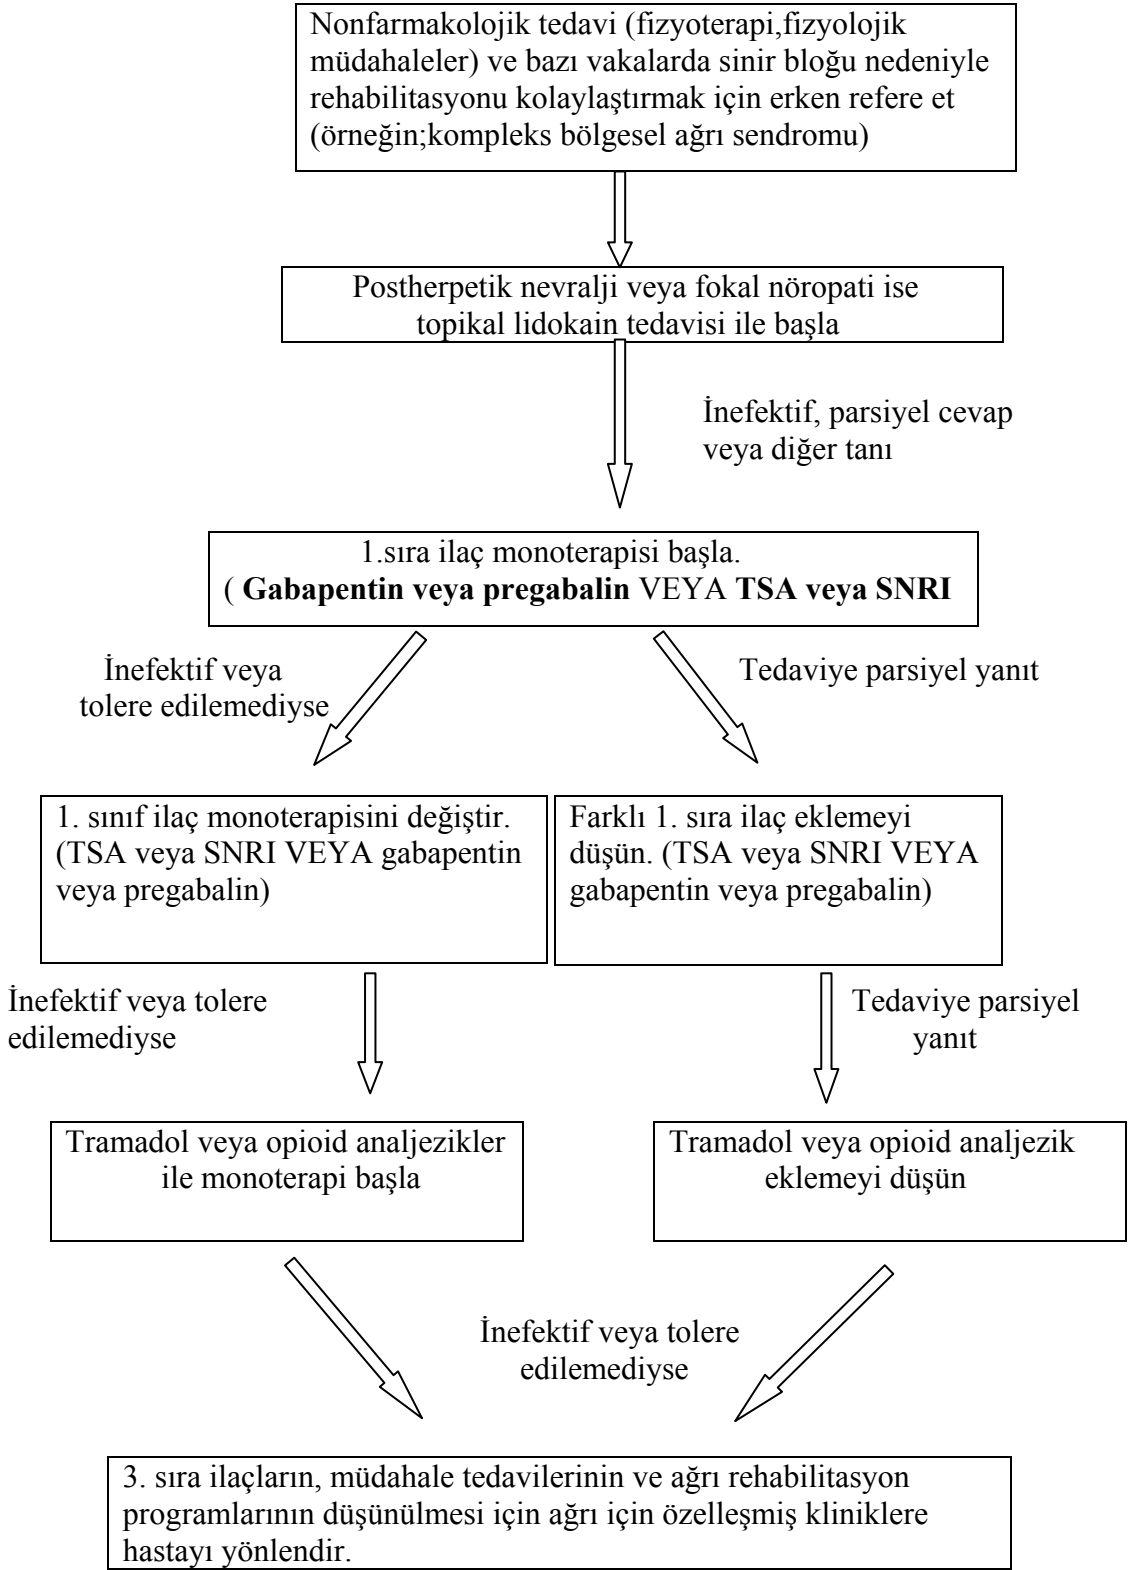 Nonfarmakolojik tedavi (fizyoterapi,fizyolojik
müdahaleler) ve bazı vakalarda sinir bloğu nedeniyle
rehabilitasyonu kolaylaştırmak için erken refere et
(örneğin;kompleks bölgesel ağrı sendromu)
Postherpetik nevralji veya fokal nöropati ise
topikal lidokain tedavisi ile başla
İnefektif, parsiyel cevap
veya diğer tanı
1.sıra ilaç monoterapisi başla.
( Gabapentin veya pregabalin VEYA TSA veya SNRI
İnefektif veya
tolere edilemediyse
Tedaviye parsiyel yanıt
1. sınıf ilaç monoterapisini değiştir.
(TSA veya SNRI VEYA gabapentin
veya pregabalin)
Farklı 1. sıra ilaç eklemeyi
düşün. (TSA veya SNRI VEYA
gabapentin veya pregabalin)
İnefektif veya tolere
edilemediyse
Tedaviye parsiyel
yanıt
Tramadol veya opioid analjezikler
ile monoterapi başla
Tramadol veya opioid analjezik
eklemeyi düşün
İnefektif veya tolere
edilemediyse
3. sıra ilaçların, müdahale tedavilerinin ve ağrı rehabilitasyon
programlarının düşünülmesi için ağrı için özelleşmiş kliniklere
hastayı yönlendir.